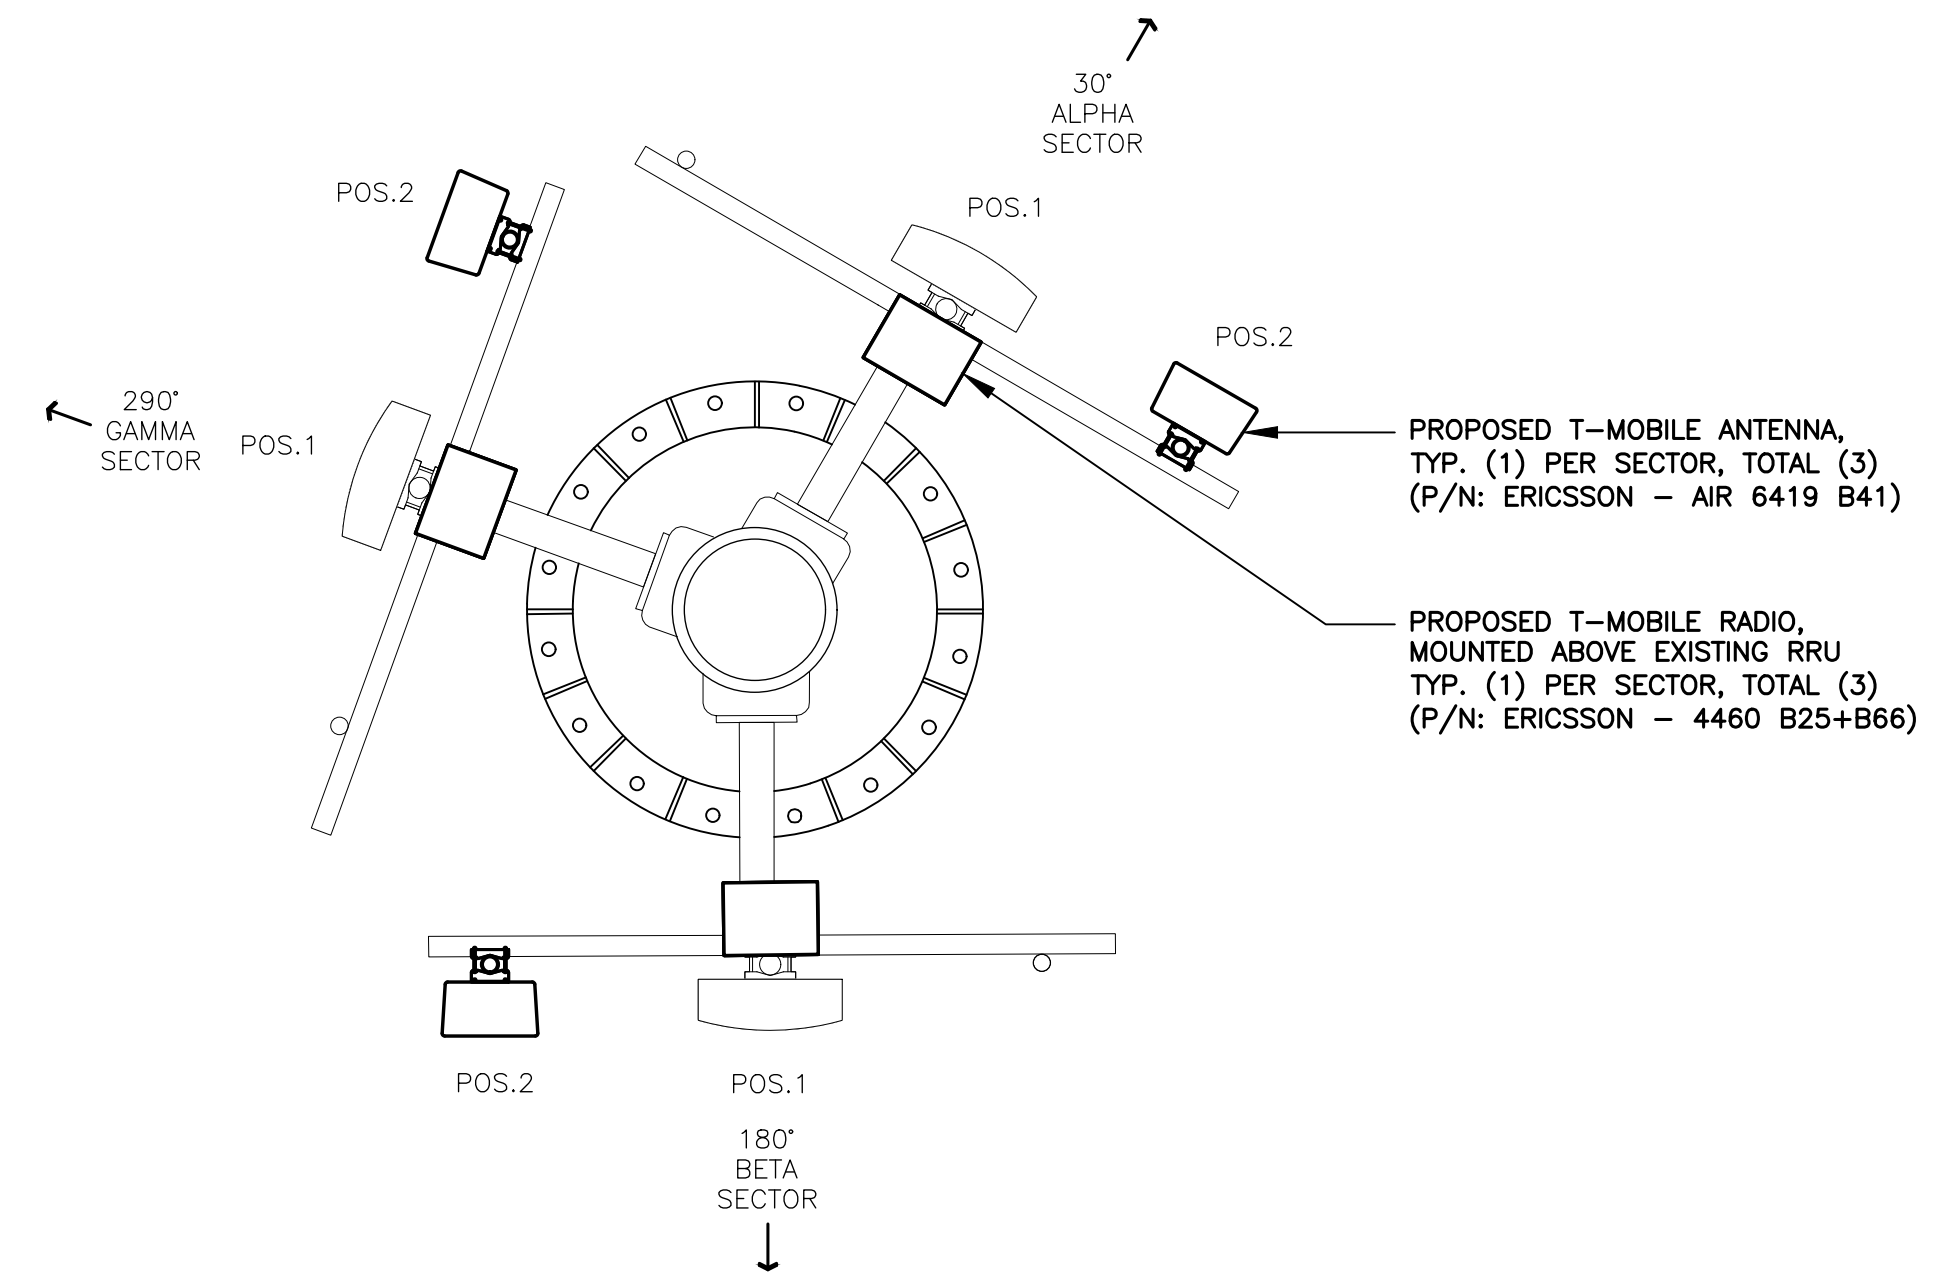 30°
ALPHA
SECTOR
POS.2
POS.1
POS.2
290°
GAMMA
SECTOR
POS.1
PROPOSED T-MOBILE ANTENNA,
TYP. (1) PER SECTOR, TOTAL (3)
(P/N: ERICSSON - AIR 6419 B41)
PROPOSED T-MOBILE RADIO,
MOUNTED ABOVE EXISTING RRU
TYP. (1) PER SECTOR, TOTAL (3)
(P/N: ERICSSON - 4460 B25+B66)
POS.2
POS.1
180°
BETA
SECTOR